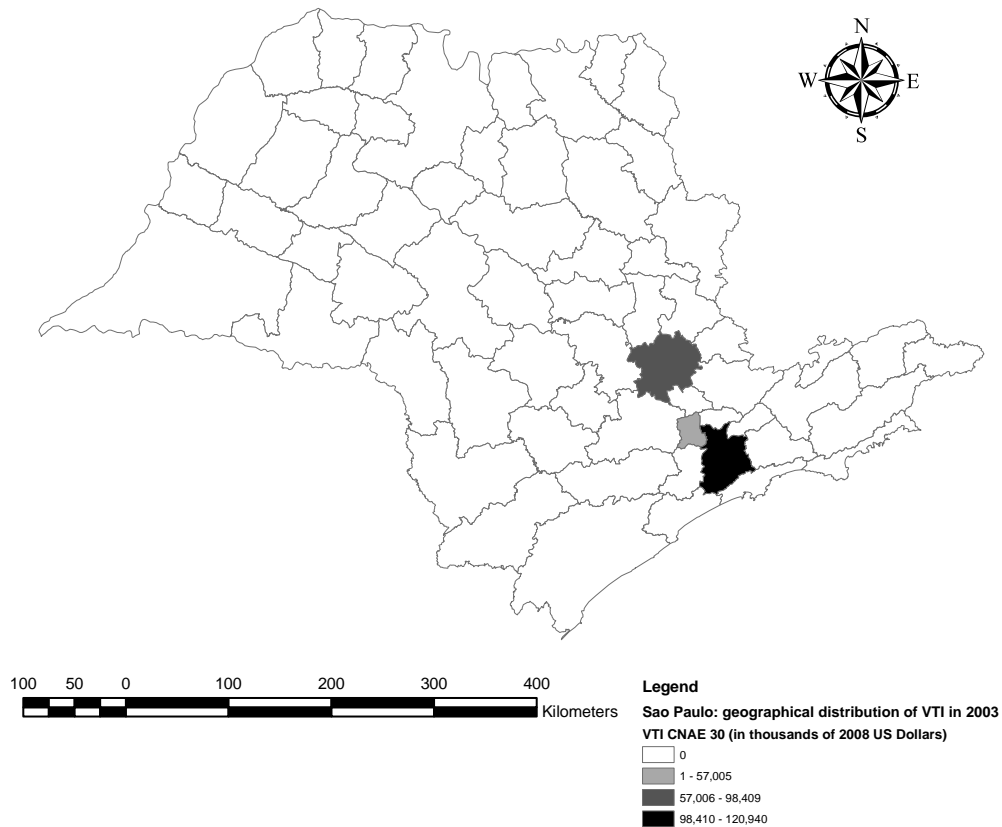 N
W E
S
100 50 0 100 200 300 400
Kilometers
Legend
Sao Paulo: geographical distribution of VTI in 2003
VTI CNAE 30 (in thousands of 2008 US Dollars)
0
1 - 57,005
57,006 - 98,409
98,410 - 120,940